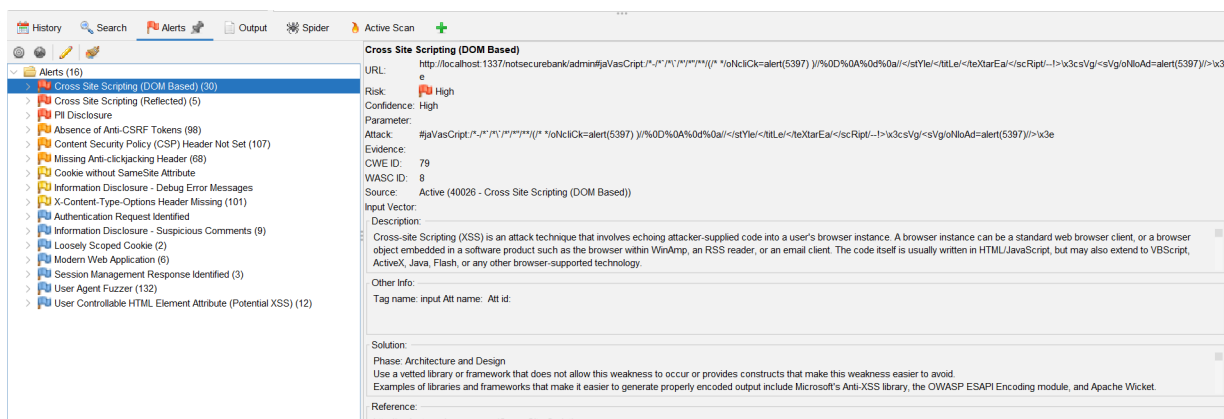 History Search Alerts Output Spider Active Scan
Alerts (16)
Cross Site Scripting (DOM Based) (30)
Cross Site Scripting (Reflected) (5)
PII Disclosure
Absence of Anti-CSRF Tokens (98)
Content Security Policy (CSP) Header Not Set (107)
Missing Anti-clickjacking Header (68)
Cookie without SameSite Attribute
Information Disclosure - Debug Error Messages
X-Content-Type-Options Header Missing (101)
Authentication Request Identified
Information Disclosure - Suspicious Comments (9)
Loosely Scoped Cookie (2)
Modern Web Application (6)
Session Management Response Identified (3)
User Agent Fuzzer (132)
User Controllable HTML Element Attribute (Potential XSS) (12)
Cross Site Scripting (DOM Based)
URL: http://localhost:1337/notsecurebank/admin#jaVasCript:/*-/*`/*\`/*'/*"/**/(/* */oNcliCk=alert(5397) )//%0D%0A%0d%0a//</stYle/</titLe/</teXtarEa/</scRipt/--!>\x3csVg/<sVg/oNloAd=alert(5397)//>\x3
e
Risk: High
Confidence: High
Parameter:
Attack: #jaVasCript:/*-/*`/*\`/*'/*"/**/(/* */oNcliCk=alert(5397) )//%0D%0A%0d%0a//</stYle/</titLe/</teXtarEa/</scRipt/--!>\x3csVg/<sVg/oNloAd=alert(5397)//>\x3e
Evidence:
CWE ID: 79
WASC ID: 8
Source: Active (40026 - Cross Site Scripting (DOM Based))
Input Vector:
Description:
Cross-site Scripting (XSS) is an attack technique that involves echoing attacker-supplied code into a user's browser instance. A browser instance can be a standard web browser client, or a browser
object embedded in a software product such as the browser within WinAmp, an RSS reader, or an email client. The code itself is usually written in HTML/JavaScript, but may also extend to VBScript,
ActiveX, Java, Flash, or any other browser-supported technology.
Other Info:
Tag name: input Att name: Att id:
Solution:
Phase: Architecture and Design
Use a vetted library or framework that does not allow this weakness to occur or provides constructs that make this weakness easier to avoid.
Examples of libraries and frameworks that make it easier to generate properly encoded output include Microsoft's Anti-XSS library, the OWASP ESAPI Encoding module, and Apache Wicket.
Reference: